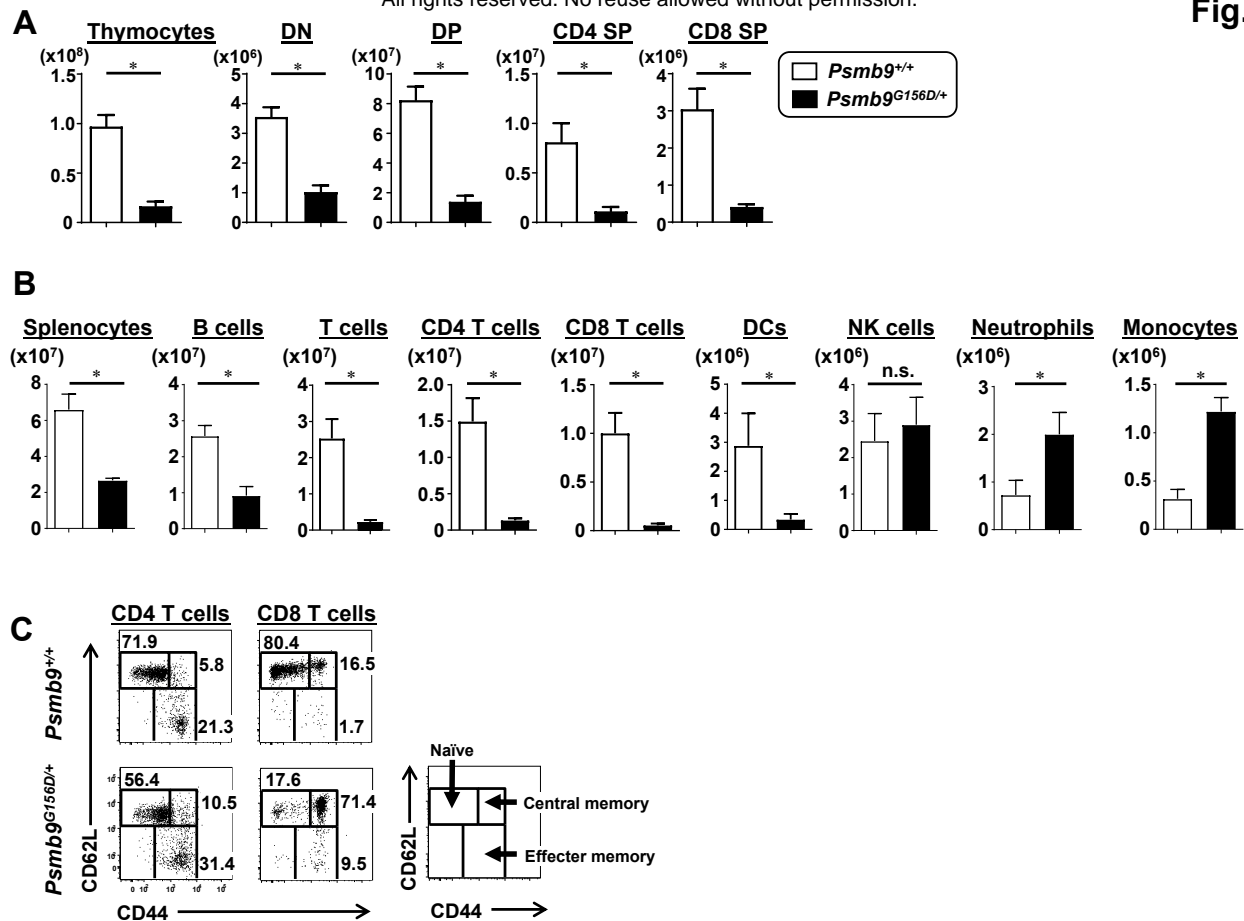 All rights reserved. No reuse allowed without permission.
Fig.
A
Thymocytes DN DP CD4 SP CD8 SP
(x10⁸) (x10⁶) (x10⁷) (x10⁷) (x10⁶)
* * * * *
1.5 1.0 0.5 0
5 4 3 2 1 0
10 8 6 4 2 0
1.5 1.0 0.5 0
4 3 2 1 0
Psmb9+/+
Psmb9G156D/+
B
Splenocytes B cells T cells CD4 T cells CD8 T cells DCs NK cells Neutrophils Monocytes
(x10⁷) (x10⁷) (x10⁷) (x10⁷) (x10⁷) (x10⁶) (x10⁶) (x10⁶) (x10⁶)
* * * * * * n.s. * *
8 6 4 2 0
4 3 2 1 0
4 3 2 1 0
2.0 1.5 1.0 0.5 0
1.5 1.0 0.5 0
5 4 3 2 1 0
4 3 2 1 0
3 2 1 0
1.5 1.0 0.5 0
C
CD4 T cells CD8 T cells
Psmb9+/+
71.9 5.8 21.3
80.4 16.5 1.7
Psmb9G156D/+
56.4 10.5 31.4
17.6 71.4 9.5
CD62L
CD44
Naïve
Central memory
Effecter memory
CD62L
CD44